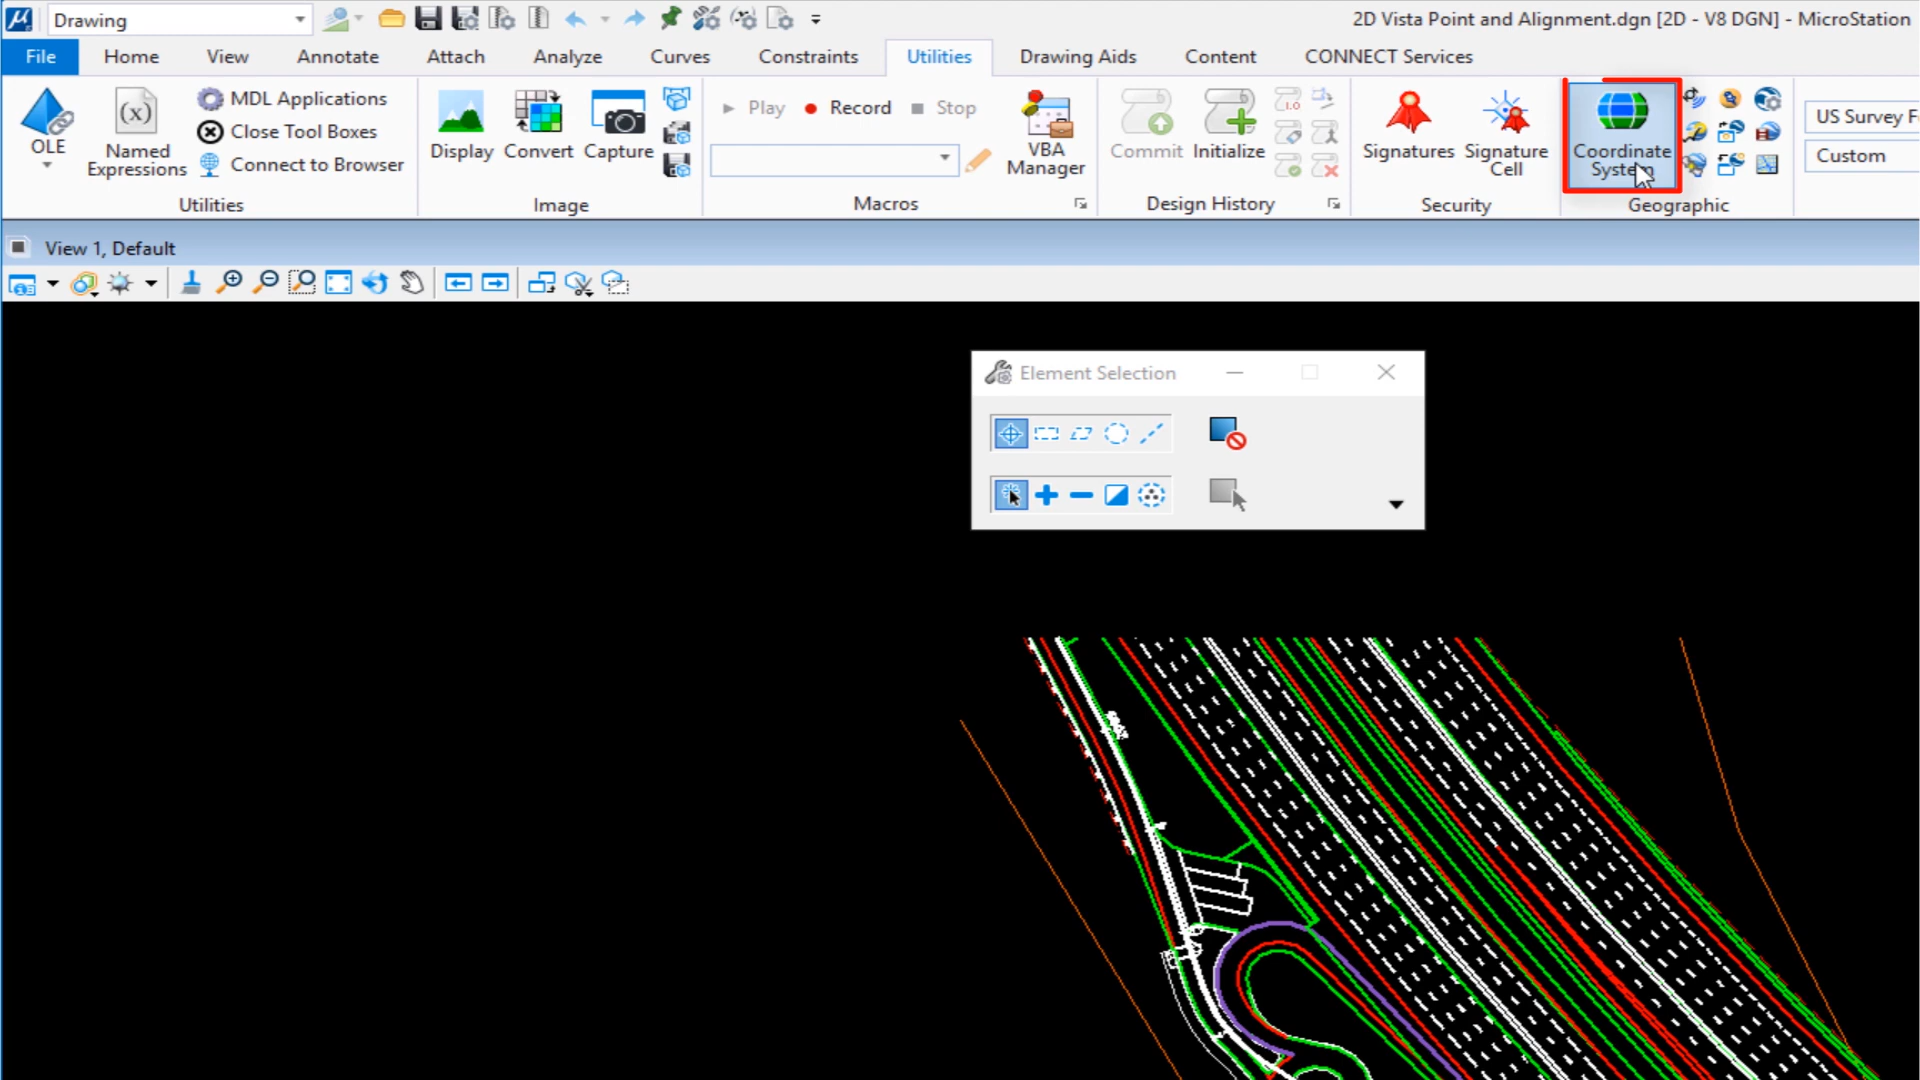 Drawing
2D Vista Point and Alignment.dgn [2D - V8 DGN] - MicroStation
File Home View Annotate Attach Analyze Curves Constraints Utilities Drawing Aids Content CONNECT Services
OLE
Named
Expressions
MDL Applications
Close Tool Boxes
Connect to Browser
Utilities
Display Convert Capture
Image
Play Record Stop
VBA
Manager
Macros
Commit Initialize
Design History
Signatures
Signature
Cell
Security
Coordinate
System
Geographic
US Survey F
Custom
View 1, Default
Element Selection